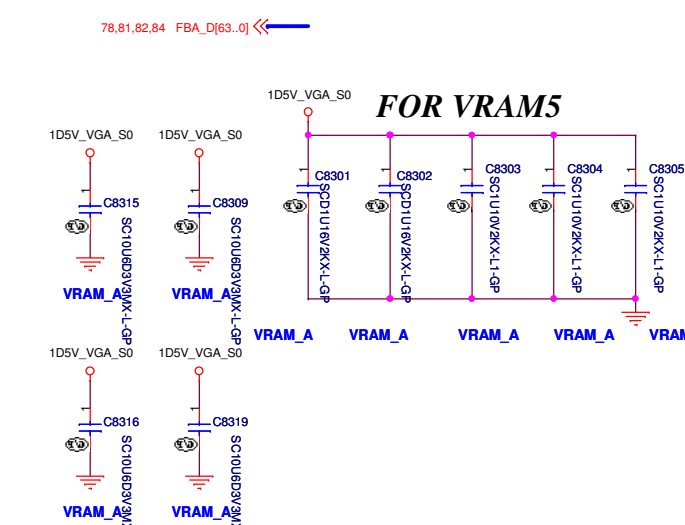 78,81,82,84 FBA_D[63..0]
1D5V_VGA_S0
FOR VRAM5
1D5V_VGA_S0
1D5V_VGA_S0
1
C8315
SC10U6D3V3MX-L-GP
VRAM_A
1
C8309
SC10U6D3V3MX-L-GP
VRAM_A
1
C8301
SCD1U16V2KX-L-GP
VRAM_A
1
C8302
SCD1U16V2KX-L-GP
VRAM_A
1
C8303
SC1U10V2KX-L1-GP
VRAM_A
1
C8304
SC1U10V2KX-L1-GP
VRAM_A
1
C8305
SC1U10V2KX-L1-GP
VRAM
1D5V_VGA_S0
1D5V_VGA_S0
1
C8316
SC10U6D3V3M
VRAM_A
1
C8319
SC10U6D3V3M
VRAM_A